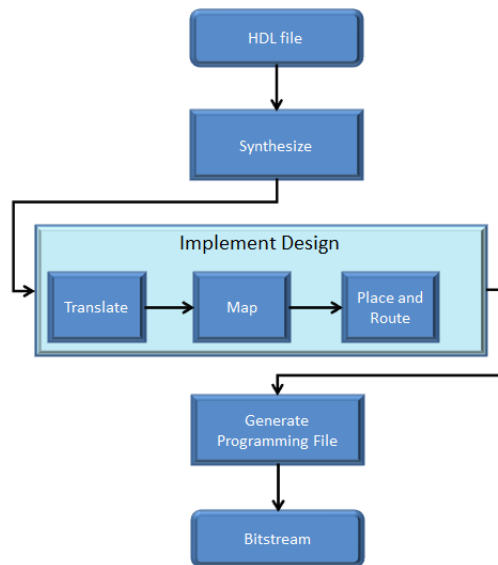 HDL file
Synthesize
Implement Design
Translate
Map
Place and
Route
Generate
Programming File
Bitstream